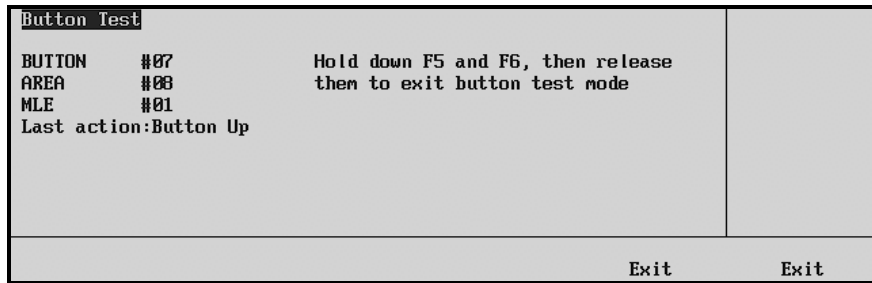 Button Test
BUTTON #07 Hold down F5 and F6, then release
AREA #08 them to exit button test mode
MLE #01
Last action:Button Up
Exit Exit